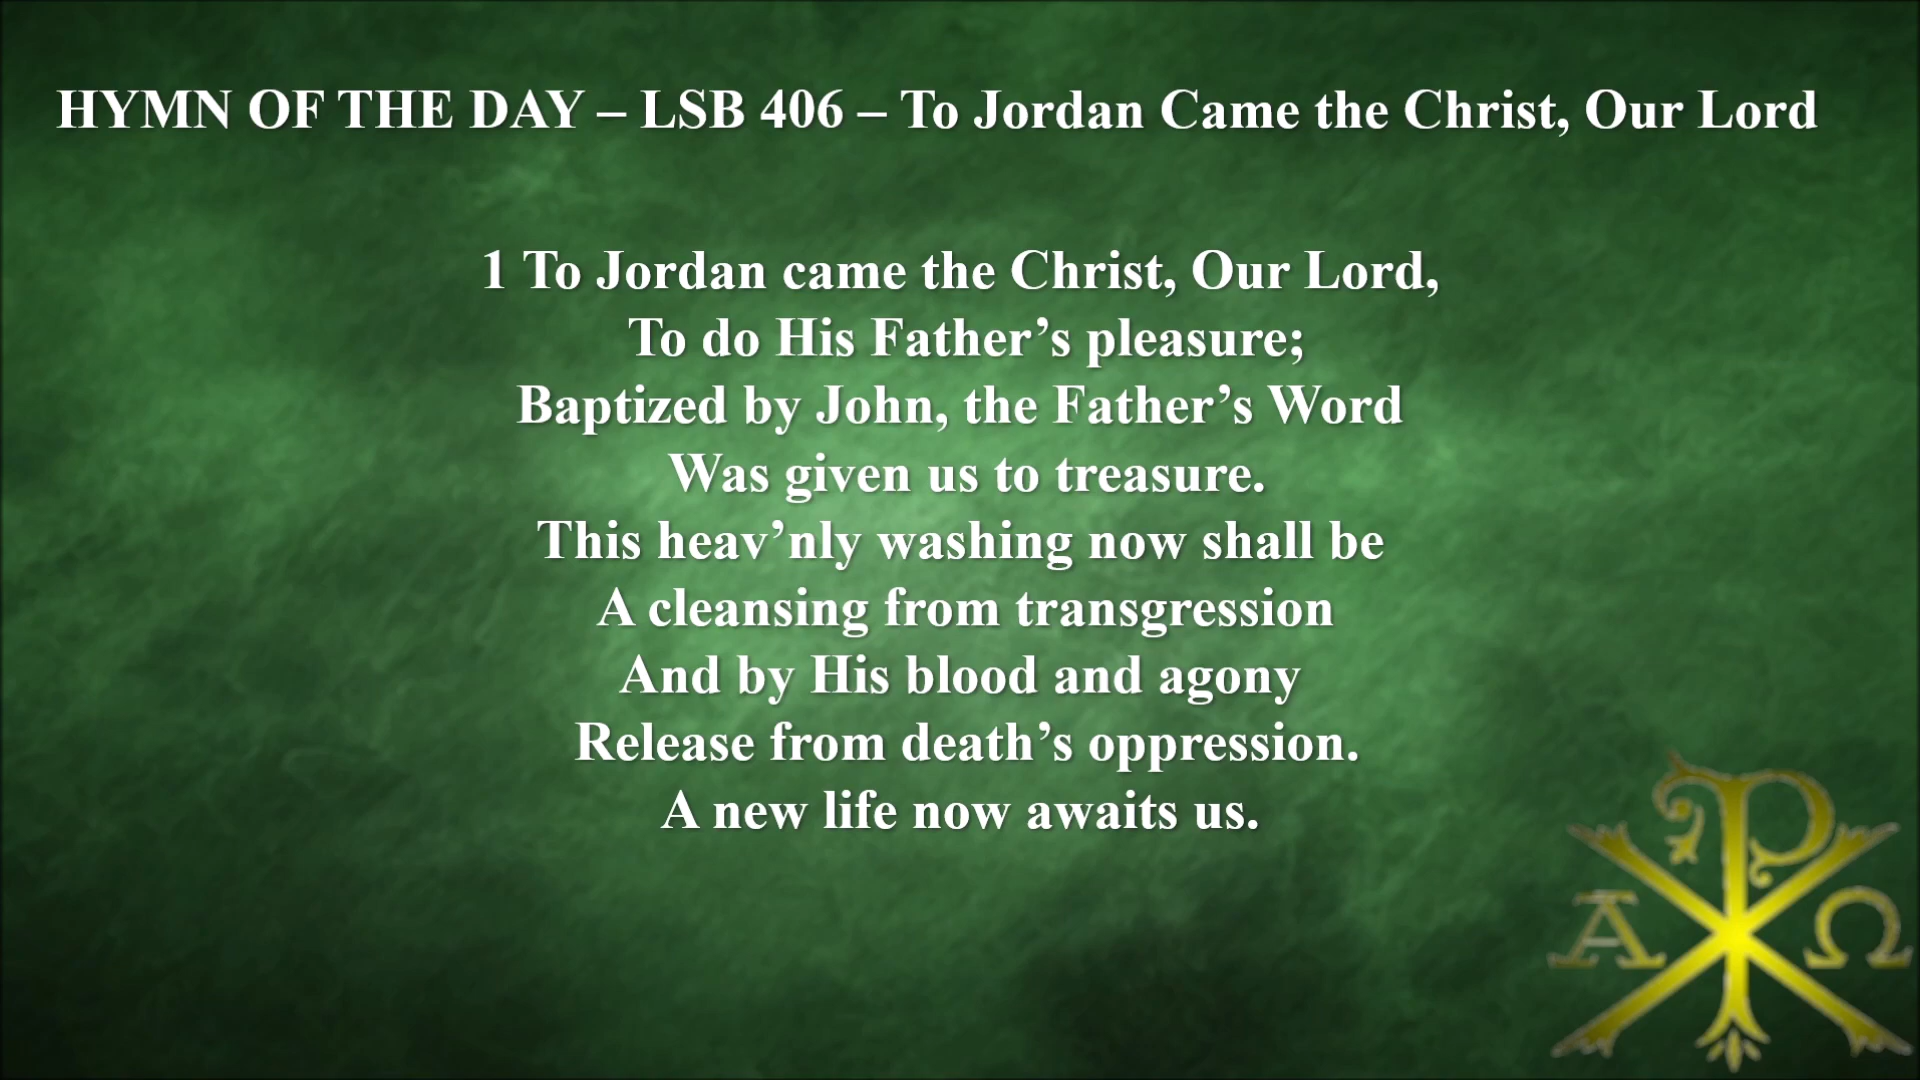 HYMN OF THE DAY – LSB 406 – To Jordan Came the Christ, Our Lord
1 To Jordan came the Christ, Our Lord,
To do His Father’s pleasure;
Baptized by John, the Father’s Word
Was given us to treasure.
This heav’nly washing now shall be
A cleansing from transgression
And by His blood and agony
Release from death’s oppression.
A new life now awaits us.
Α Ω